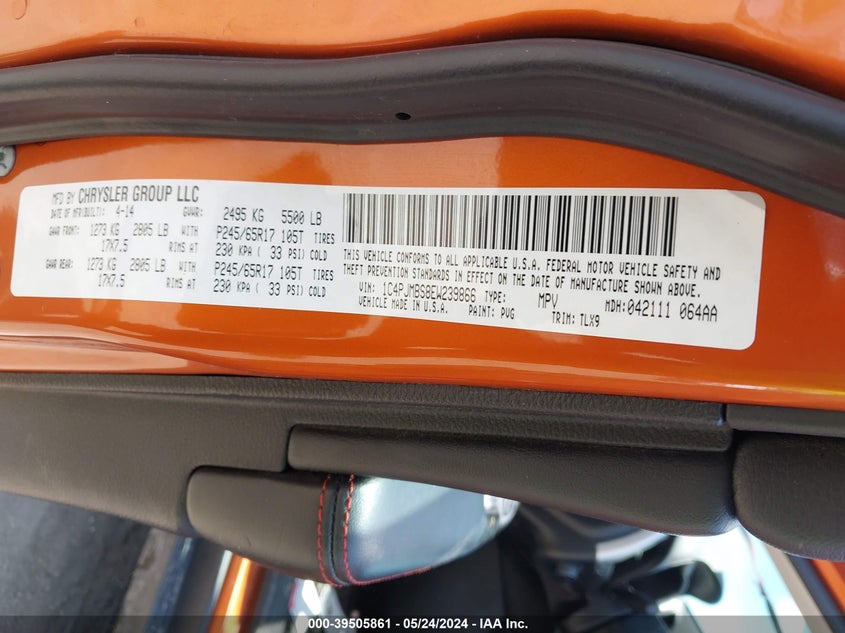 MFD BY CHRYSLER GROUP LLC
DATE OF MFR(BUILT): 4-14 GVWR: 2495 KG 5500 LB
GAWR FRONT: 1273 KG 2805 LB WITH P245/65R17 105T TIRES
17X7.5 RIMS AT 230 KPA ( 33 PSI) COLD
GAWR REAR: 1273 KG 2805 LB WITH P245/65R17 105T TIRES
17X7.5 RIMS AT 230 KPA ( 33 PSI) COLD
THIS VEHICLE CONFORMS TO ALL APPLICABLE U.S.A. FEDERAL MOTOR VEHICLE SAFETY AND
THEFT PREVENTION STANDARDS IN EFFECT ON THE DATE OF MANUFACTURE SHOWN ABOVE.
VIN: 1C4PJMBS8EW239866 TYPE: MPV MDH: 042111 064AA
VEHICLE MADE IN U.S.A. PAINT: PVG TRIM: TLX9
000-39505861 - 05/24/2024 - IAA Inc.